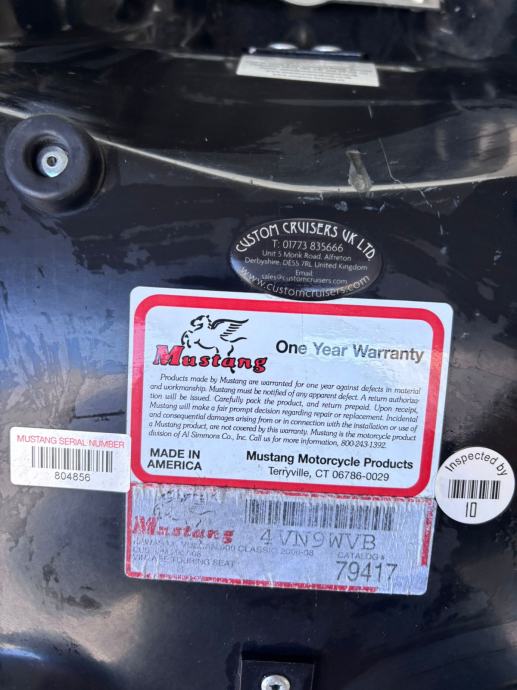 CUSTOM CRUISERS UK LTD
T: 01773 835666
Unit 5 Monk Road, Alfreton
Derbyshire, DE55 7RL United Kingdom
Email:
sales@customcruisers.com
www.customcruisers.com
Mustang
One Year Warranty
Products made by Mustang are warranted for one year against defects in material
and workmanship. Mustang must be notified of any apparent defect. A return authoriza-
tion will be issued. Carefully pack the product, and return prepaid. Upon receipt,
Mustang will make a fair prompt decision regarding repair or replacement. Incidental
and consequential damages arising from or in connection with the installation or use of
a Mustang product, are not covered by this warranty. Mustang is the motorcycle product
division of Al Simmons Co., Inc. Call us for more information, 800-243-1392.
MADE IN
AMERICA
Mustang Motorcycle Products
Terryville, CT 06786-0029
MUSTANG SERIAL NUMBER
804856
Inspected by
10
Mustang
4VN9WVB
VULCAN 900 CLASSIC 2006-08
CATALOG #
79417
VINTAGE TOURING SEAT